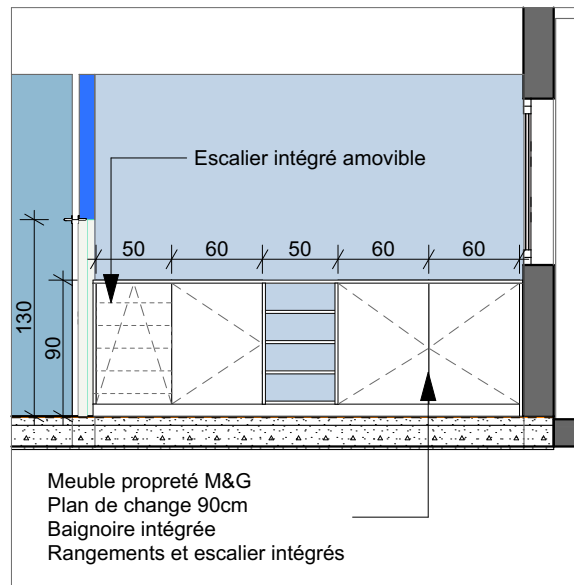 Escalier intégré amovible
50 60 50 60 60
130
90
Meuble propreté M&G
Plan de change 90cm
Baignoire intégrée
Rangements et escalier intégrés